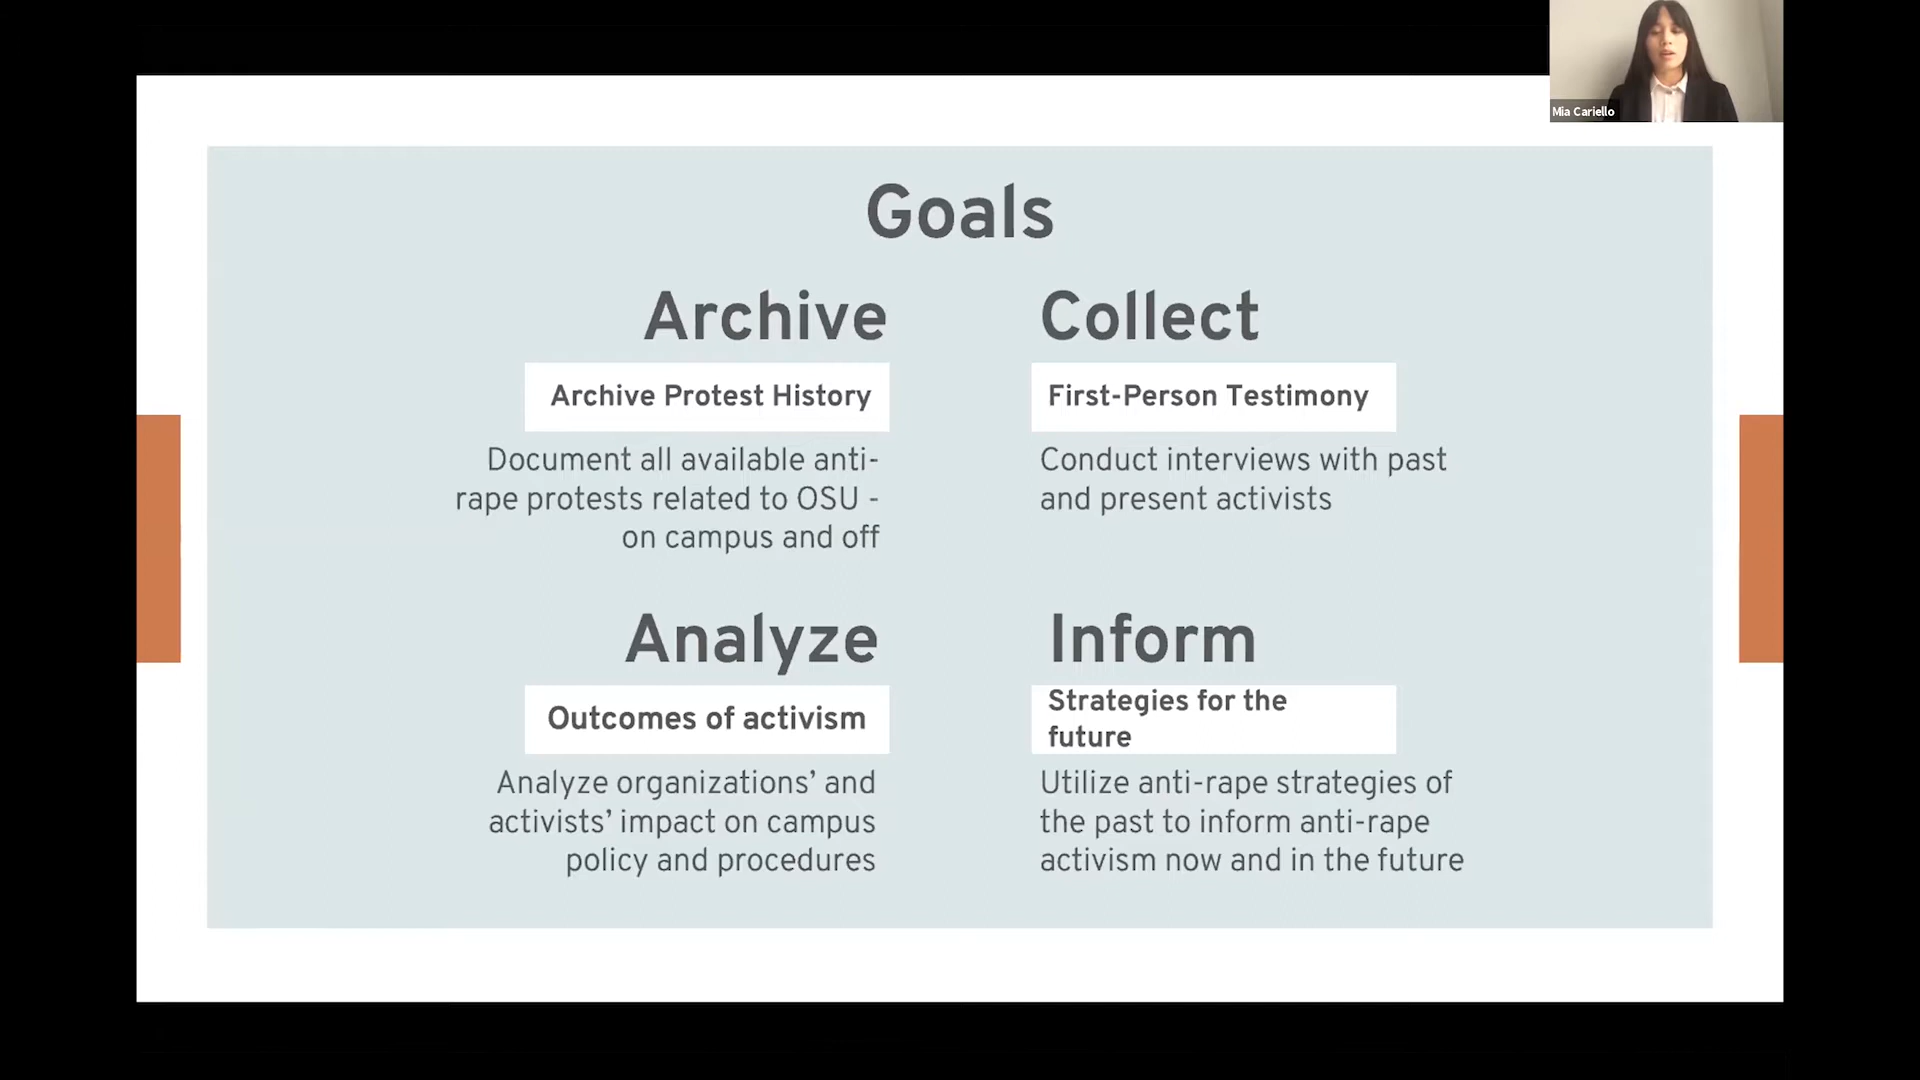 Mia Cariello
Goals
Archive
Archive Protest History
Document all available anti-
rape protests related to OSU -
on campus and off
Collect
First-Person Testimony
Conduct interviews with past
and present activists
Analyze
Outcomes of activism
Analyze organizations’ and
activists’ impact on campus
policy and procedures
Inform
Strategies for the
future
Utilize anti-rape strategies of
the past to inform anti-rape
activism now and in the future